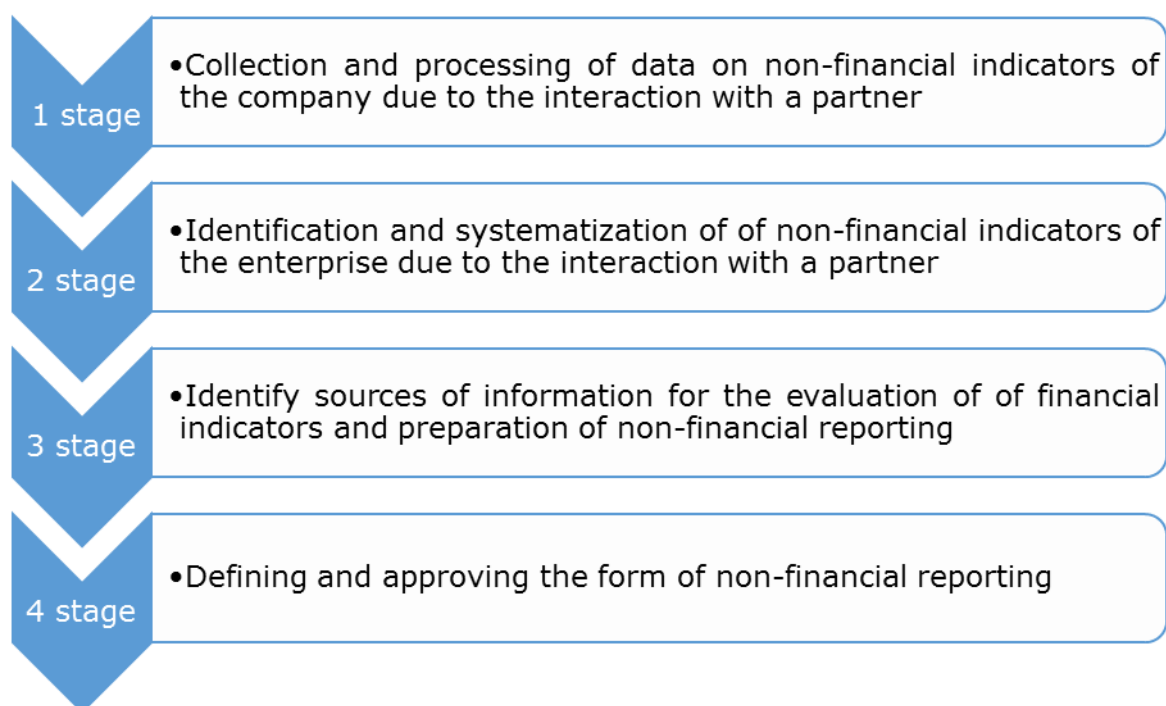 1 stage
•Collection and processing of data on non-financial indicators of
the company due to the interaction with a partner
2 stage
•Identification and systematization of of non-financial indicators of
the enterprise due to the interaction with a partner
3 stage
•Identify sources of information for the evaluation of of financial
indicators and preparation of non-financial reporting
4 stage
•Defining and approving the form of non-financial reporting